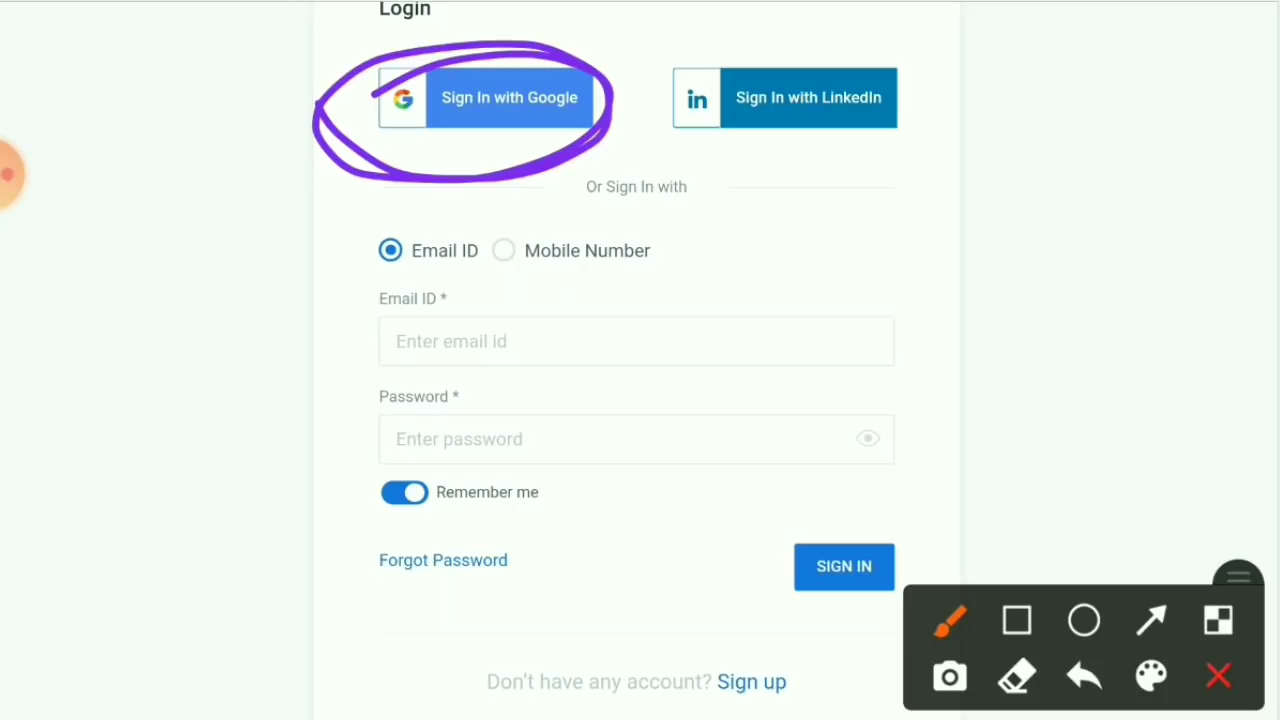 Login
Sign In with Google
in Sign In with LinkedIn
Or Sign In with
Email ID Mobile Number
Email ID *
Enter email id
Password *
Enter password
Remember me
Forgot Password
SIGN IN
Don't have any account? Sign up